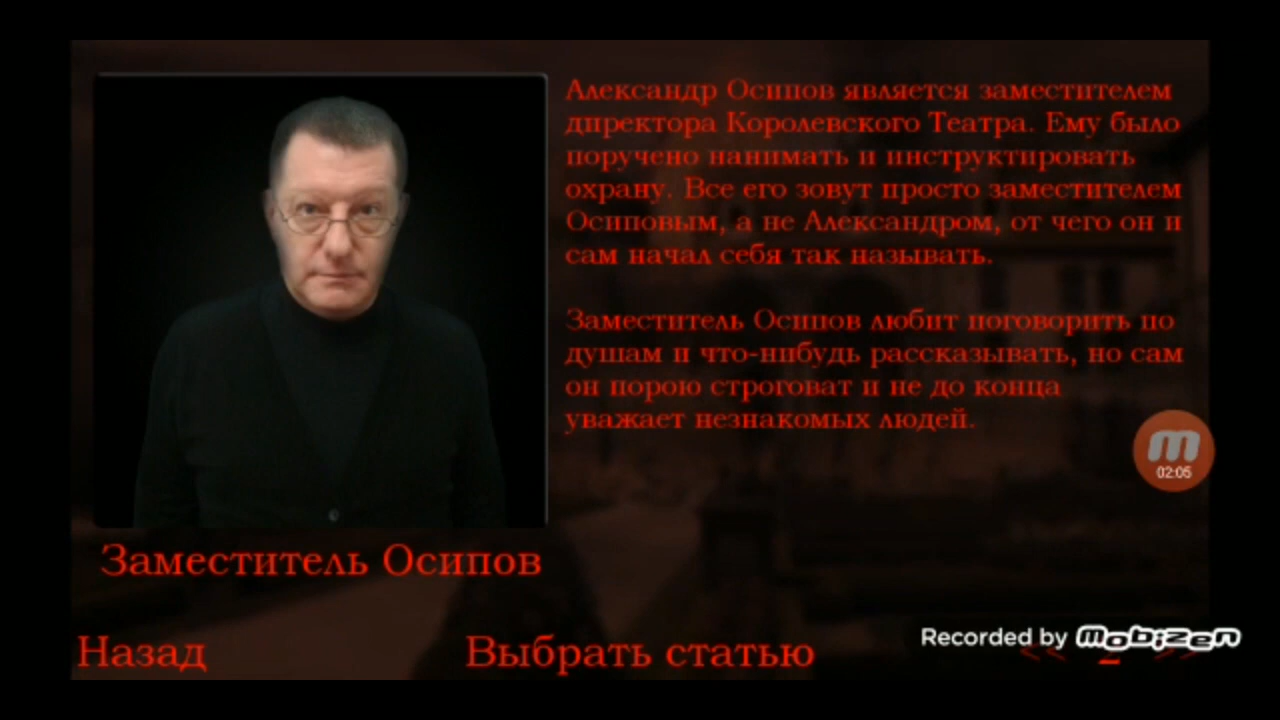 Александр Осипов является заместителем
директора Королевского Театра. Ему было
поручено нанимать и инструктировать
охрану. Все его зовут просто заместителем
Осиповым, а не Александром, от чего он и
сам начал себя так называть.
Заместитель Осипов любит поговорить по
душам и что-нибудь рассказывать, но сам
он порою строговат и не до конца
уважает незнакомых людей.
02:05
Заместитель Осипов
Назад
Выбрать статью
Recorded by mobizen
<< >>